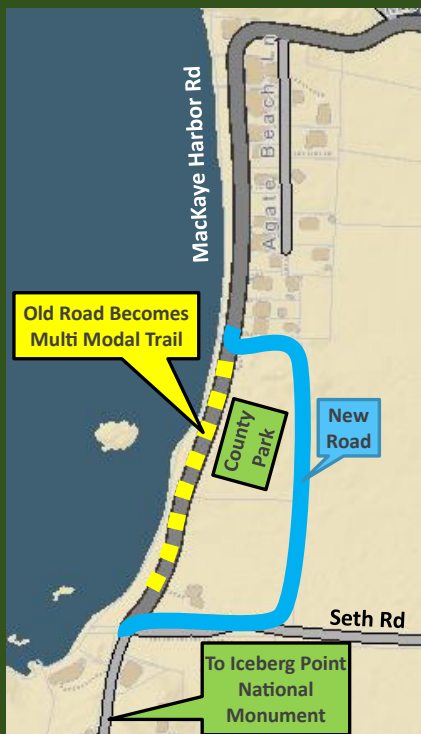 MacKaye Harbor Rd
Agate Beach Ln
Old Road Becomes
Multi Modal Trail
County
Park
New
Road
Seth Rd
To Iceberg Point
National
Monument